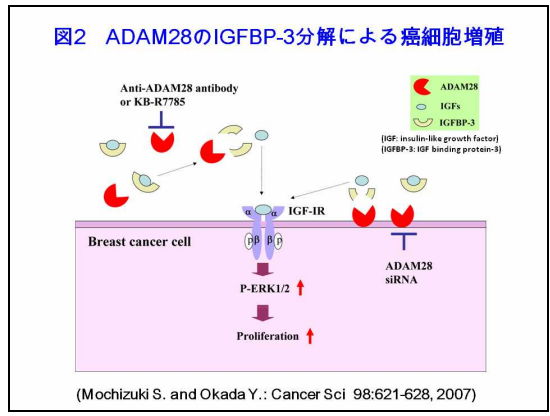 図2 ADAM28のIGFBP-3分解による癌細胞増殖
Anti-ADAM28 antibody
or KB-R7785
ADAM28
IGFs
IGFBP-3
(IGF: insulin-like growth factor)
(IGFBP-3: IGF binding protein-3)
α α IGF-IR
Breast cancer cell
p β β p
P-ERK1/2
ADAM28
siRNA
Proliferation
(Mochizuki S. and Okada Y.: Cancer Sci 98:621-628, 2007)